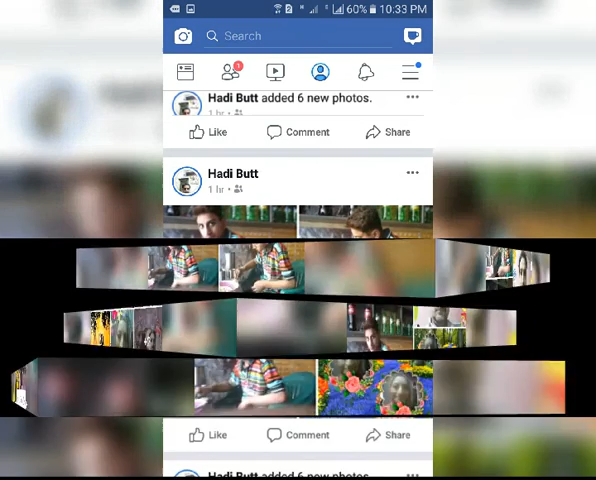 60% 10:33 PM
Search
1
Hadi Butt added 6 new photos.
1 hr
Like Comment Share
Hadi Butt
1 hr
Like Comment Share
Hadi Butt added 6 new photos.